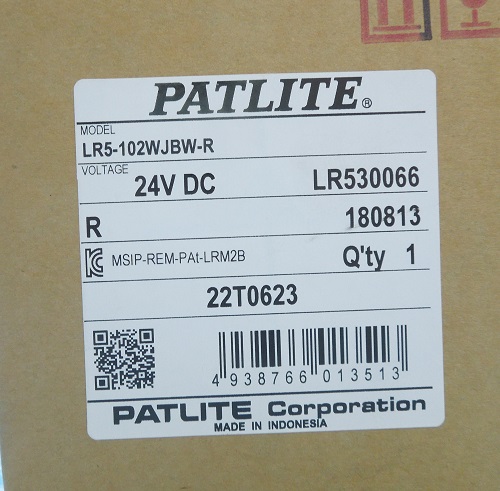 PATLITE®
MODEL
LR5-102WJBW-R
VOLTAGE
24V DC LR530066
R 180813
MSIP-REM-PAt-LRM2B Q'ty 1
22T0623
4 938766 013513
PATLITE Corporation
MADE IN INDONESIA